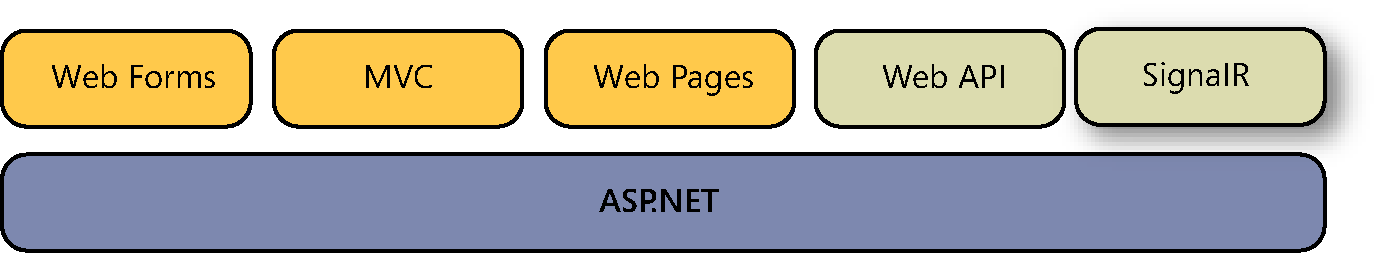 Web Forms
MVC
Web Pages
Web API
SignalR
ASP.NET